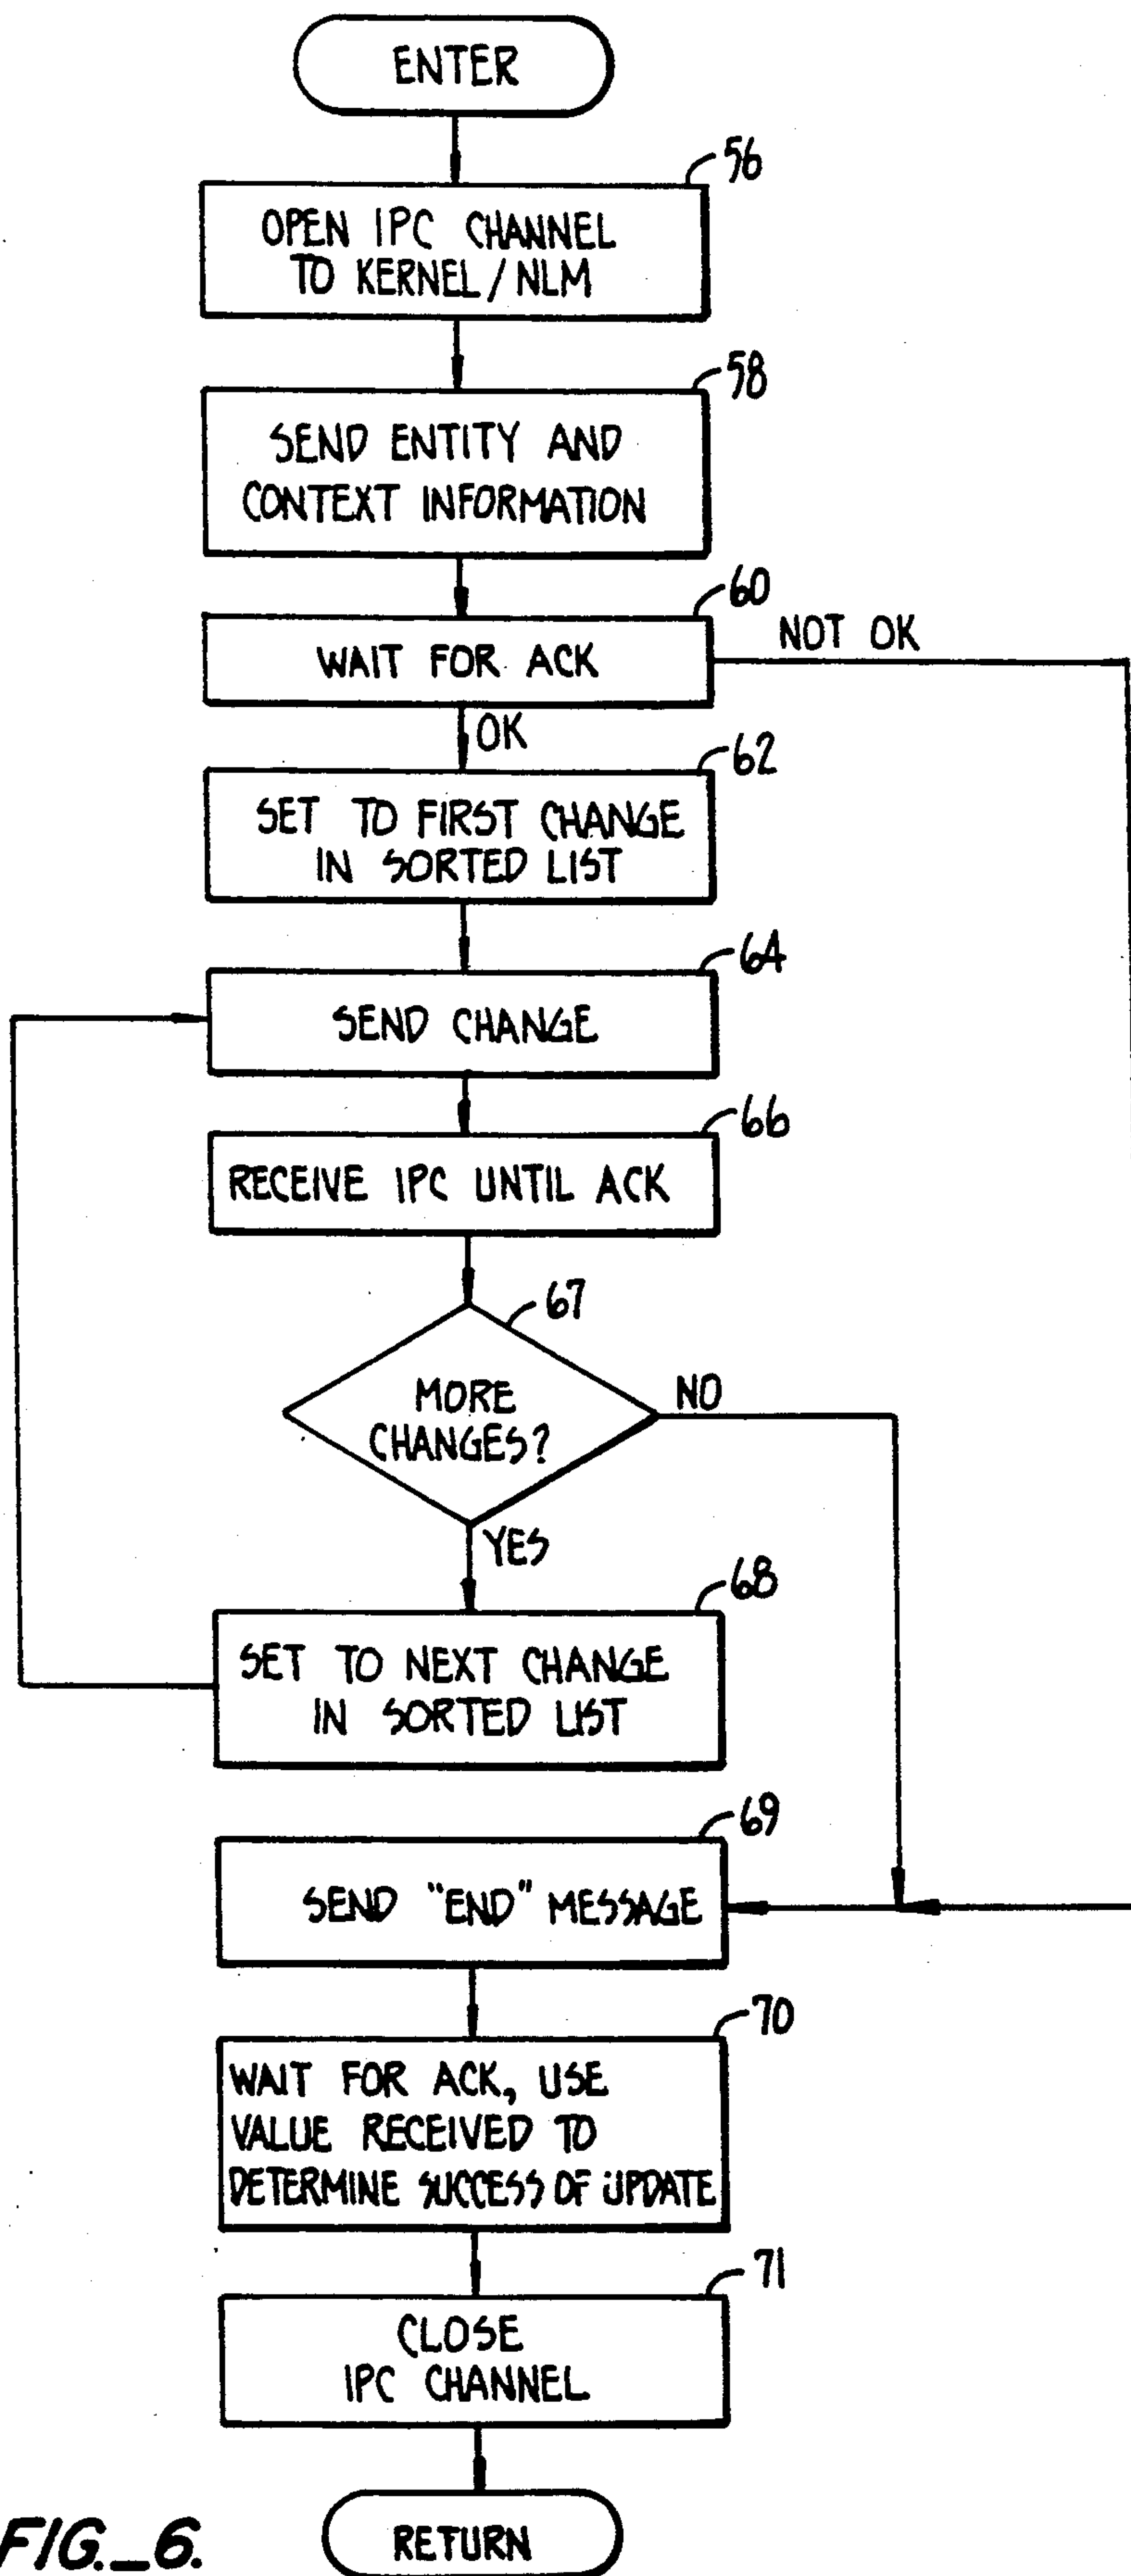 ENTER
56
OPEN IPC CHANNEL
TO KERNEL/NLM
58
SEND ENTITY AND
CONTEXT INFORMATION
60
WAIT FOR ACK
NOT OK
OK
62
SET TO FIRST CHANGE
IN SORTED LIST
64
SEND CHANGE
66
RECEIVE IPC UNTIL ACK
67
MORE
CHANGES?
NO
YES
68
SET TO NEXT CHANGE
IN SORTED LIST
69
SEND "END" MESSAGE
70
WAIT FOR ACK, USE
VALUE RECEIVED TO
DETERMINE SUCCESS OF UPDATE
71
CLOSE
IPC CHANNEL
RETURN
FIG._6.